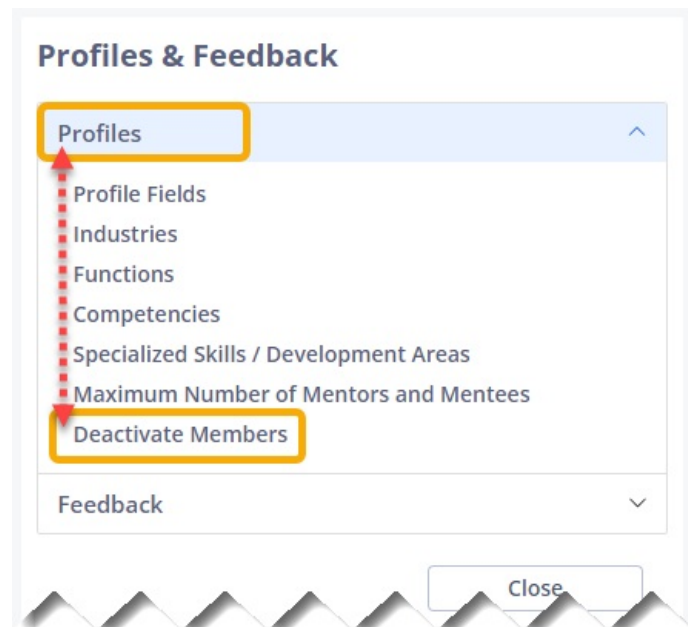 Profiles & Feedback
Profiles
Profile Fields
Industries
Functions
Competencies
Specialized Skills / Development Areas
Maximum Number of Mentors and Mentees
Deactivate Members
Feedback
Close